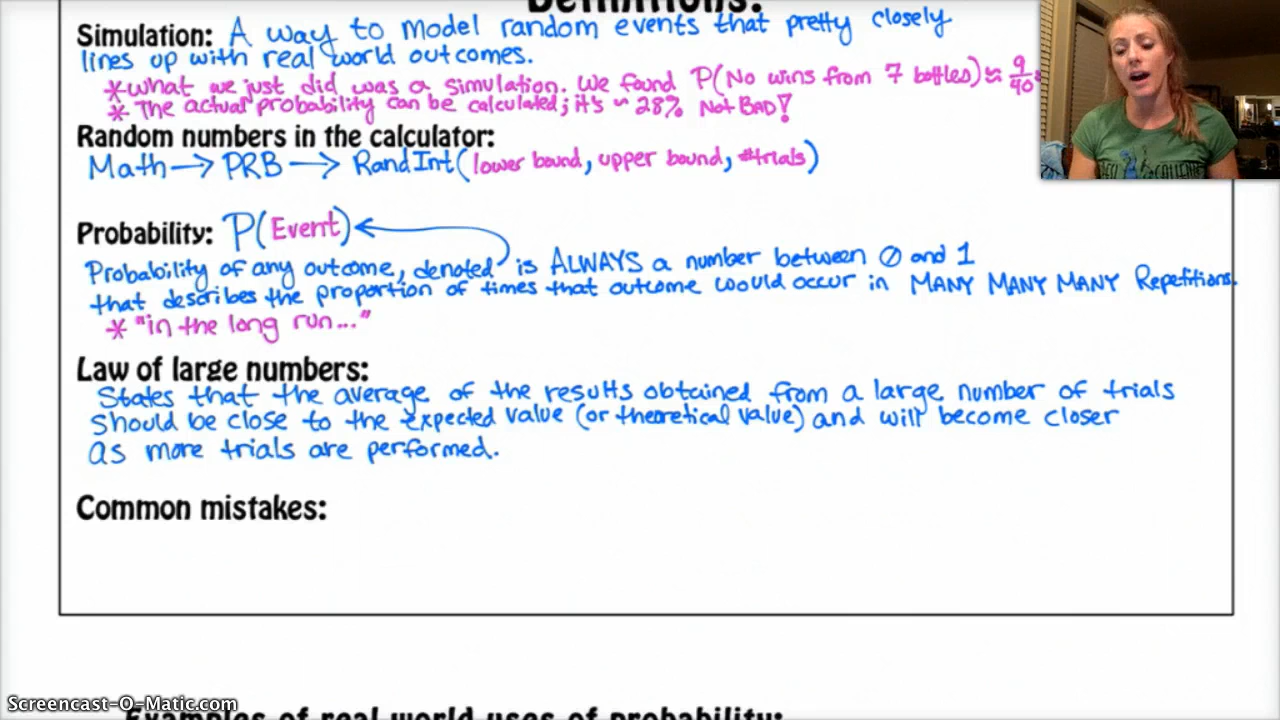 Definitions:
Simulation: A way to model random events that pretty closely
lines up with real world outcomes.
*What we just did was a simulation. We found P(No wins from 7 bottles) ≈ 9/40
* The actual probability can be calculated; it's ~ 28% Not BAD!
Random numbers in the calculator:
Math → PRB → RandInt(lower bound, upper bound, #trials)
Probability: P(Event)
Probability of any outcome, denoted is ALWAYS a number between 0 and 1
that describes the proportion of times that outcome would occur in MANY MANY MANY Repetitions.
* "in the long run..."
Law of large numbers:
States that the average of the results obtained from a large number of trials
should be close to the expected value (or theoretical value) and will become closer
as more trials are performed.
Common mistakes:
Screencast-O-Matic.com
Examples of real world uses of probability: